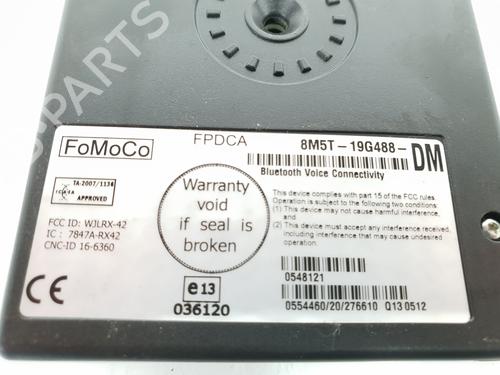 FoMoCo
FPDCA
8M5T-19G488-DM
Bluetooth Voice Connectivity
TA-2007/1134
ICASA
APPROVED
Warranty
void
if seal is
broken
This device complies with part 15 of the FCC rules
Operation is subject to the following two conditions.
(1) This device may not cause harmful interference,
and
(2) This device must accept any interference received,
including interference that may cause undesired
operation.
FCC ID: WJLRX-42
IC : 7847A-RX42
CNC-ID 16-6360
CE
e13
036120
0548121
0554460/20/276610 Q13 0512